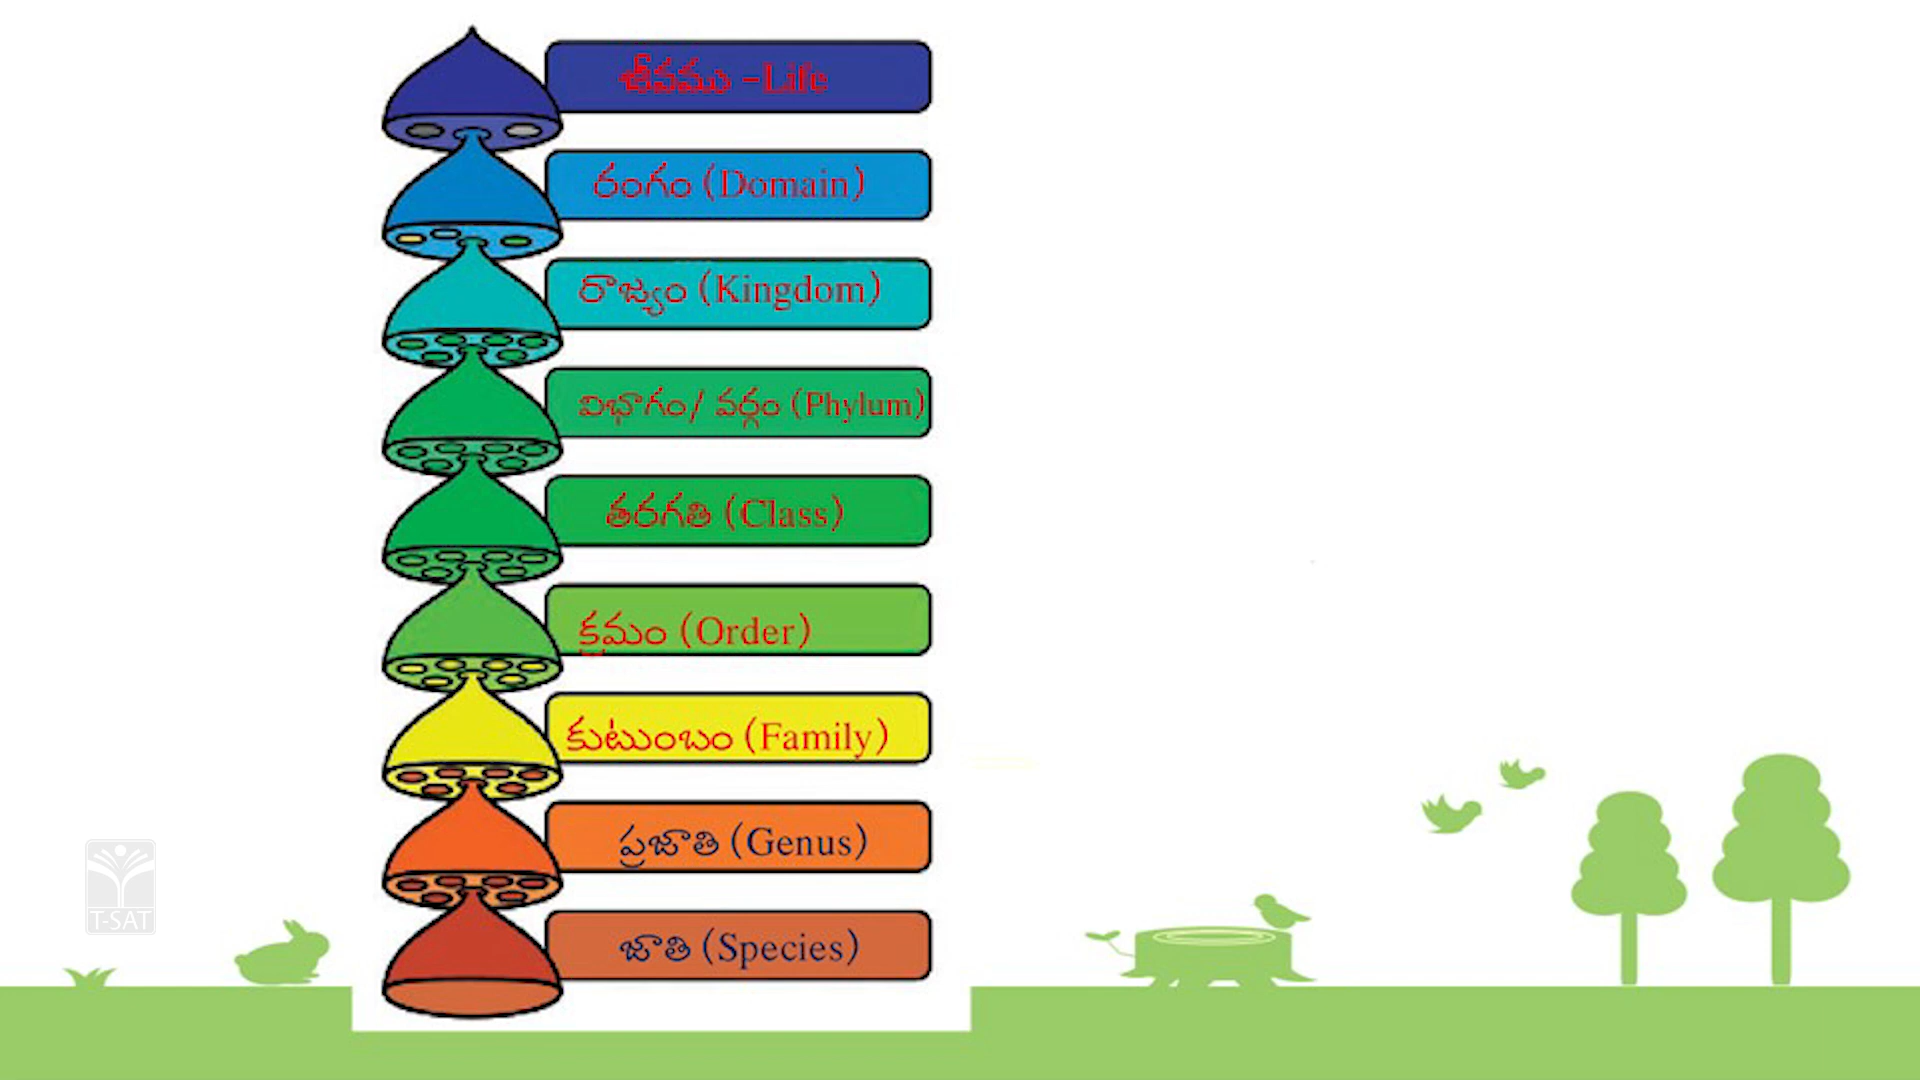 జీవము -Life
రంగం (Domain)
రాజ్యం (Kingdom)
విభాగం/ వర్గం (Phylum)
తరగతి (Class)
క్రమం (Order)
కుటుంబం (Family)
ప్రజాతి (Genus)
జాతి (Species)
T-SAT